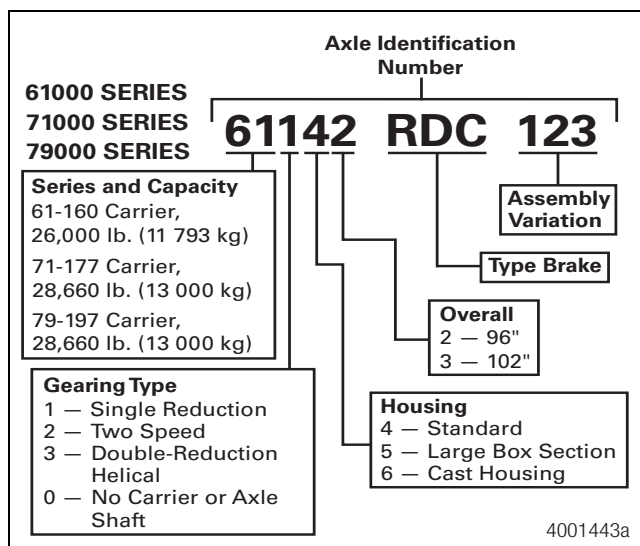 Axle Identification
Number
61000 SERIES
71000 SERIES
79000 SERIES
61142 RDC 123
Series and Capacity
61-160 Carrier,
26,000 lb. (11 793 kg)
71-177 Carrier,
28,660 lb. (13 000 kg)
79-197 Carrier,
28,660 lb. (13 000 kg)
Assembly
Variation
Type Brake
Overall
2 — 96"
3 — 102"
Gearing Type
1 — Single Reduction
2 — Two Speed
3 — Double-Reduction
Helical
0 — No Carrier or Axle
Shaft
Housing
4 — Standard
5 — Large Box Section
6 — Cast Housing
4001443a